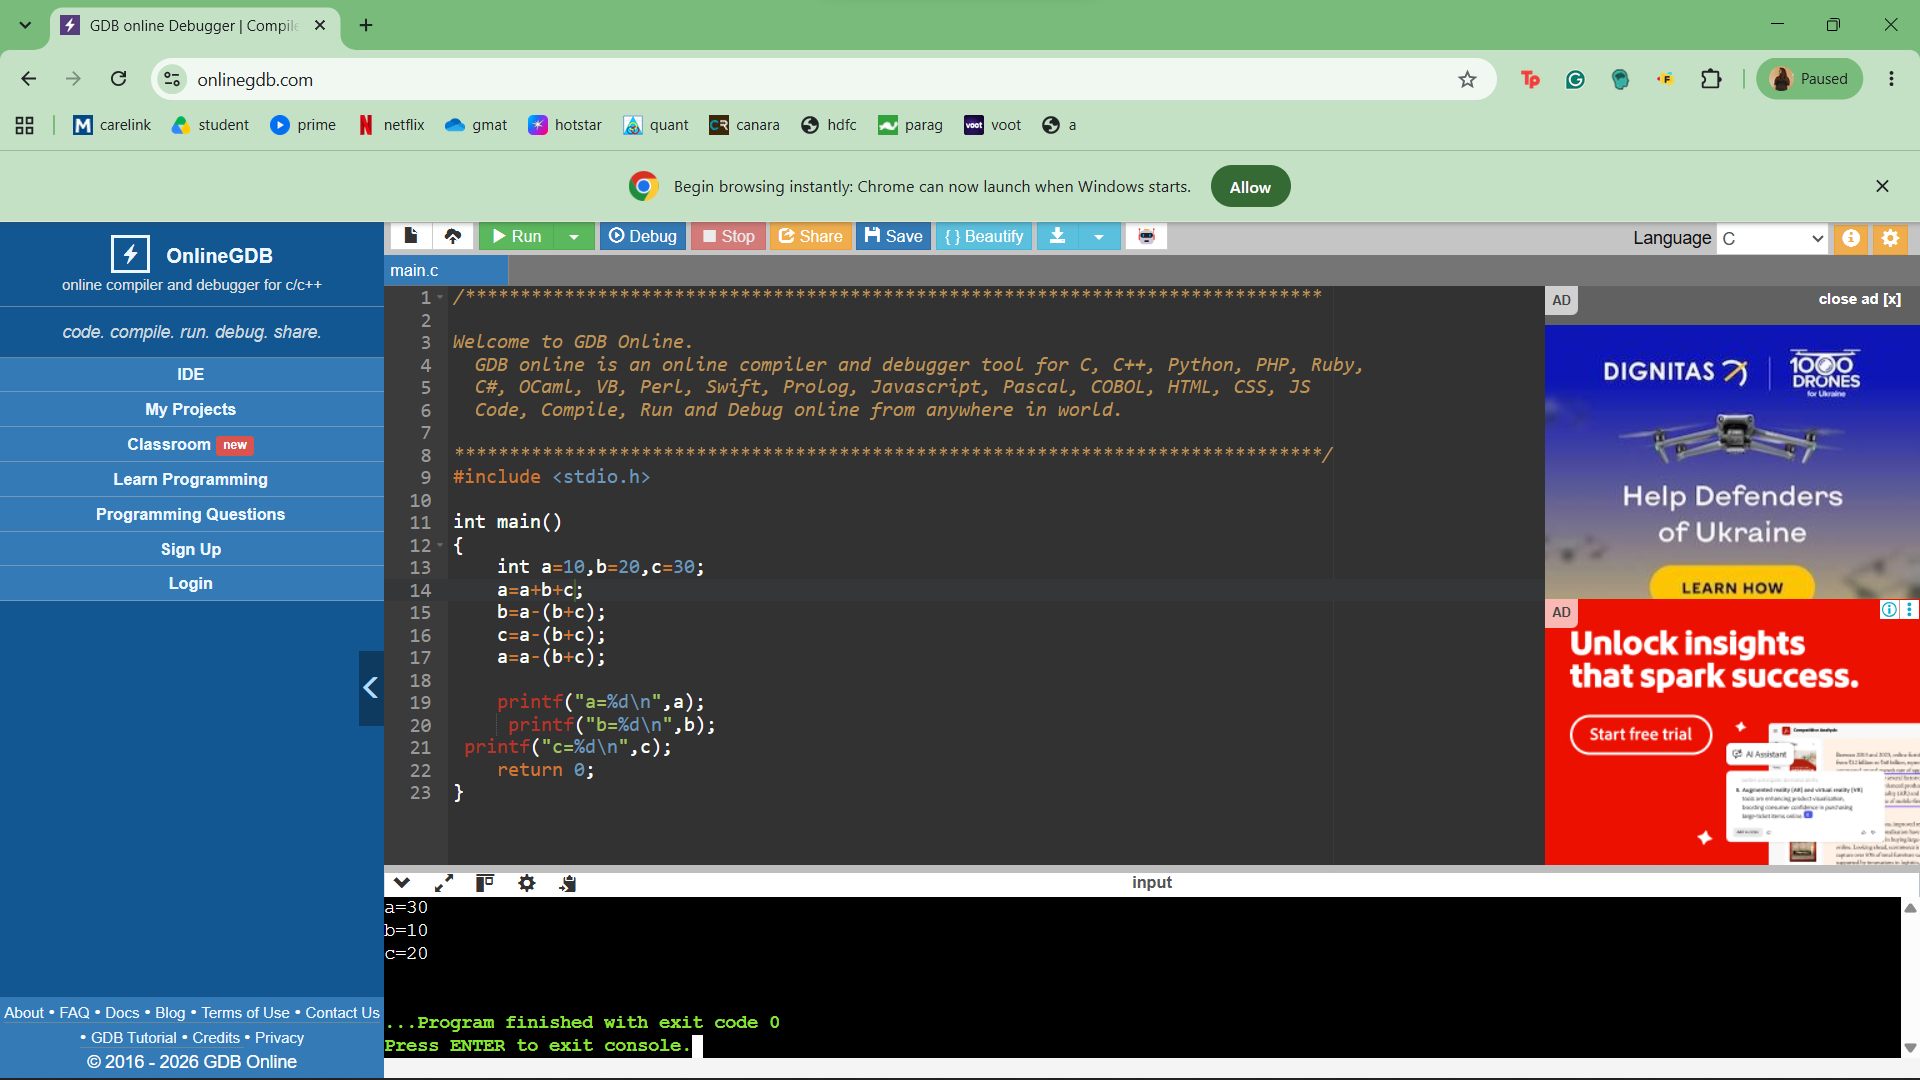 GDB online Debugger | Compile
onlinegdb.com
Paused
carelink student prime netflix gmat hotstar quant canara hdfc parag voot a
Begin browsing instantly: Chrome can now launch when Windows starts. Allow
OnlineGDB
online compiler and debugger for c/c++
code. compile. run. debug. share.
IDE
My Projects
Classroom new
Learn Programming
Programming Questions
Sign Up
Login
About • FAQ • Docs • Blog • Terms of Use • Contact Us
• GDB Tutorial • Credits • Privacy
© 2016 - 2026 GDB Online
Run Debug Stop Share Save { } Beautify Language C
main.c
1 /******************************************************************************
2
3 Welcome to GDB Online.
4 GDB online is an online compiler and debugger tool for C, C++, Python, PHP, Ruby,
5 C#, OCaml, VB, Perl, Swift, Prolog, Javascript, Pascal, COBOL, HTML, CSS, JS
6 Code, Compile, Run and Debug online from anywhere in world.
7
8 *******************************************************************************/
9 #include <stdio.h>
10
11 int main()
12 {
13 int a=10,b=20,c=30;
14 a=a+b+c;
15 b=a-(b+c);
16 c=a-(b+c);
17 a=a-(b+c);
18
19 printf("a=%d\n",a);
20 printf("b=%d\n",b);
21 printf("c=%d\n",c);
22 return 0;
23 }
AD close ad [x]
DIGNITAS
1000 DRONES
for Ukraine
Help Defenders
of Ukraine
LEARN HOW
AD
Unlock insights
that spark success.
Start free trial
AI Assistant
input
a=30
b=10
c=20
...Program finished with exit code 0
Press ENTER to exit console.